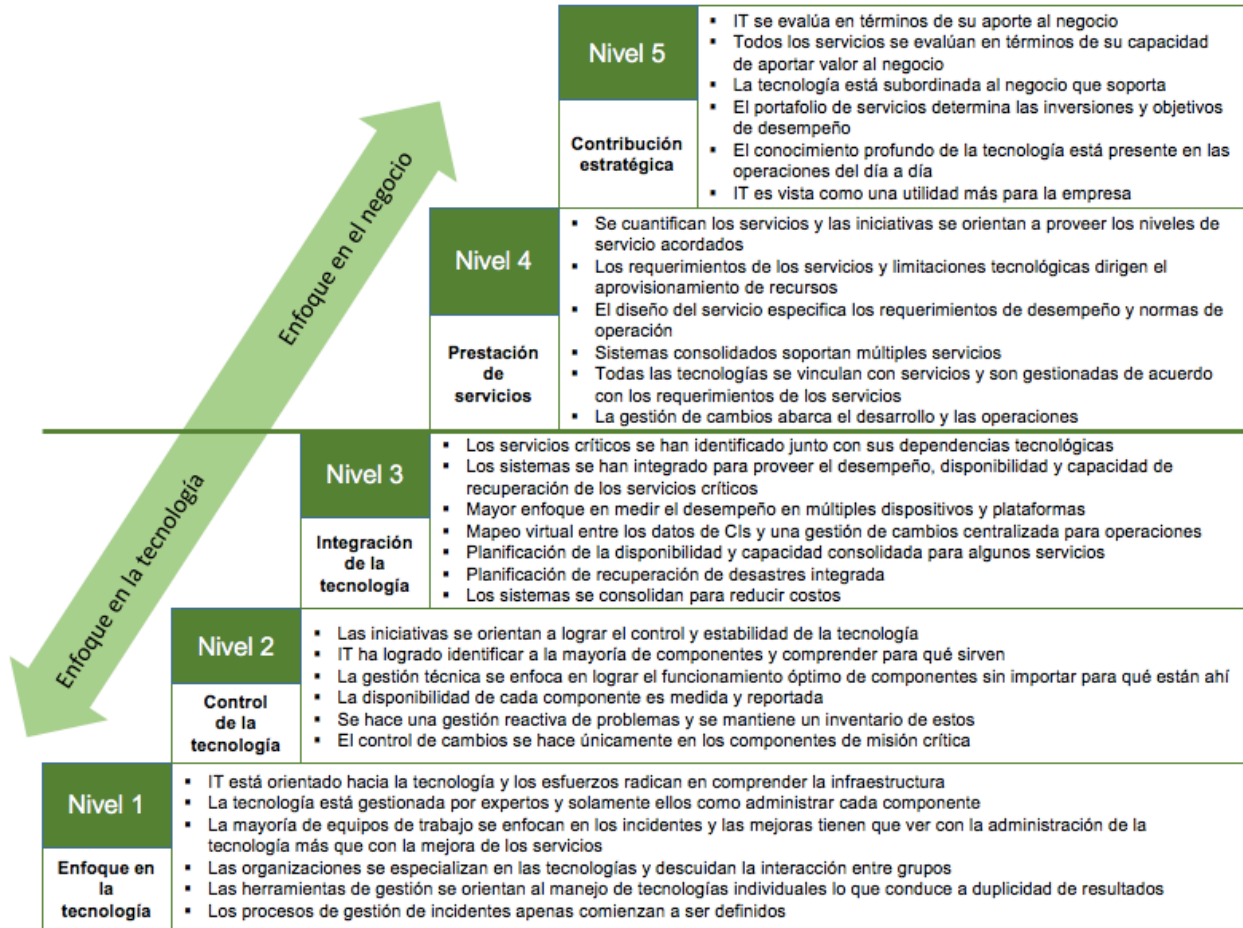 Nivel 5
Contribución
estratégica
▪ IT se evalúa en términos de su aporte al negocio
▪ Todos los servicios se evalúan en términos de su capacidad
de aportar valor al negocio
▪ La tecnología está subordinada al negocio que soporta
▪ El portafolio de servicios determina las inversiones y objetivos
de desempeño
▪ El conocimiento profundo de la tecnología está presente en las
operaciones del día a día
▪ IT es vista como una utilidad más para la empresa
Enfoque en el negocio
Nivel 4
Prestación
de
servicios
▪ Se cuantifican los servicios y las iniciativas se orientan a proveer los niveles de
servicio acordados
▪ Los requerimientos de los servicios y limitaciones tecnológicas dirigen el
aprovisionamiento de recursos
▪ El diseño del servicio especifica los requerimientos de desempeño y normas de
operación
▪ Sistemas consolidados soportan múltiples servicios
▪ Todas las tecnologías se vinculan con servicios y son gestionadas de acuerdo
con los requerimientos de los servicios
▪ La gestión de cambios abarca el desarrollo y las operaciones
Enfoque en la tecnología
Nivel 3
Integración
de la
tecnología
▪ Los servicios críticos se han identificado junto con sus dependencias tecnológicas
▪ Los sistemas se han integrado para proveer el desempeño, disponibilidad y capacidad de
recuperación de los servicios críticos
▪ Mayor enfoque en medir el desempeño en múltiples dispositivos y plataformas
▪ Mapeo virtual entre los datos de CIs y una gestión de cambios centralizada para operaciones
▪ Planificación de la disponibilidad y capacidad consolidada para algunos servicios
▪ Planificación de recuperación de desastres integrada
▪ Los sistemas se consolidan para reducir costos
Nivel 2
Control
de la
tecnología
▪ Las iniciativas se orientan a lograr el control y estabilidad de la tecnología
▪ IT ha logrado identificar a la mayoría de componentes y comprender para qué sirven
▪ La gestión técnica se enfoca en lograr el funcionamiento óptimo de componentes sin importar para qué están ahí
▪ La disponibilidad de cada componente es medida y reportada
▪ Se hace una gestión reactiva de problemas y se mantiene un inventario de estos
▪ El control de cambios se hace únicamente en los componentes de misión crítica
Nivel 1
Enfoque en
la
tecnología
▪ IT está orientado hacia la tecnología y los esfuerzos radican en comprender la infraestructura
▪ La tecnología está gestionada por expertos y solamente ellos como administrar cada componente
▪ La mayoría de equipos de trabajo se enfocan en los incidentes y las mejoras tienen que ver con la administración de la
tecnología más que con la mejora de los servicios
▪ Las organizaciones se especializan en las tecnologías y descuidan la interacción entre grupos
▪ Las herramientas de gestión se orientan al manejo de tecnologías individuales lo que conduce a duplicidad de resultados
▪ Los procesos de gestión de incidentes apenas comienzan a ser definidos